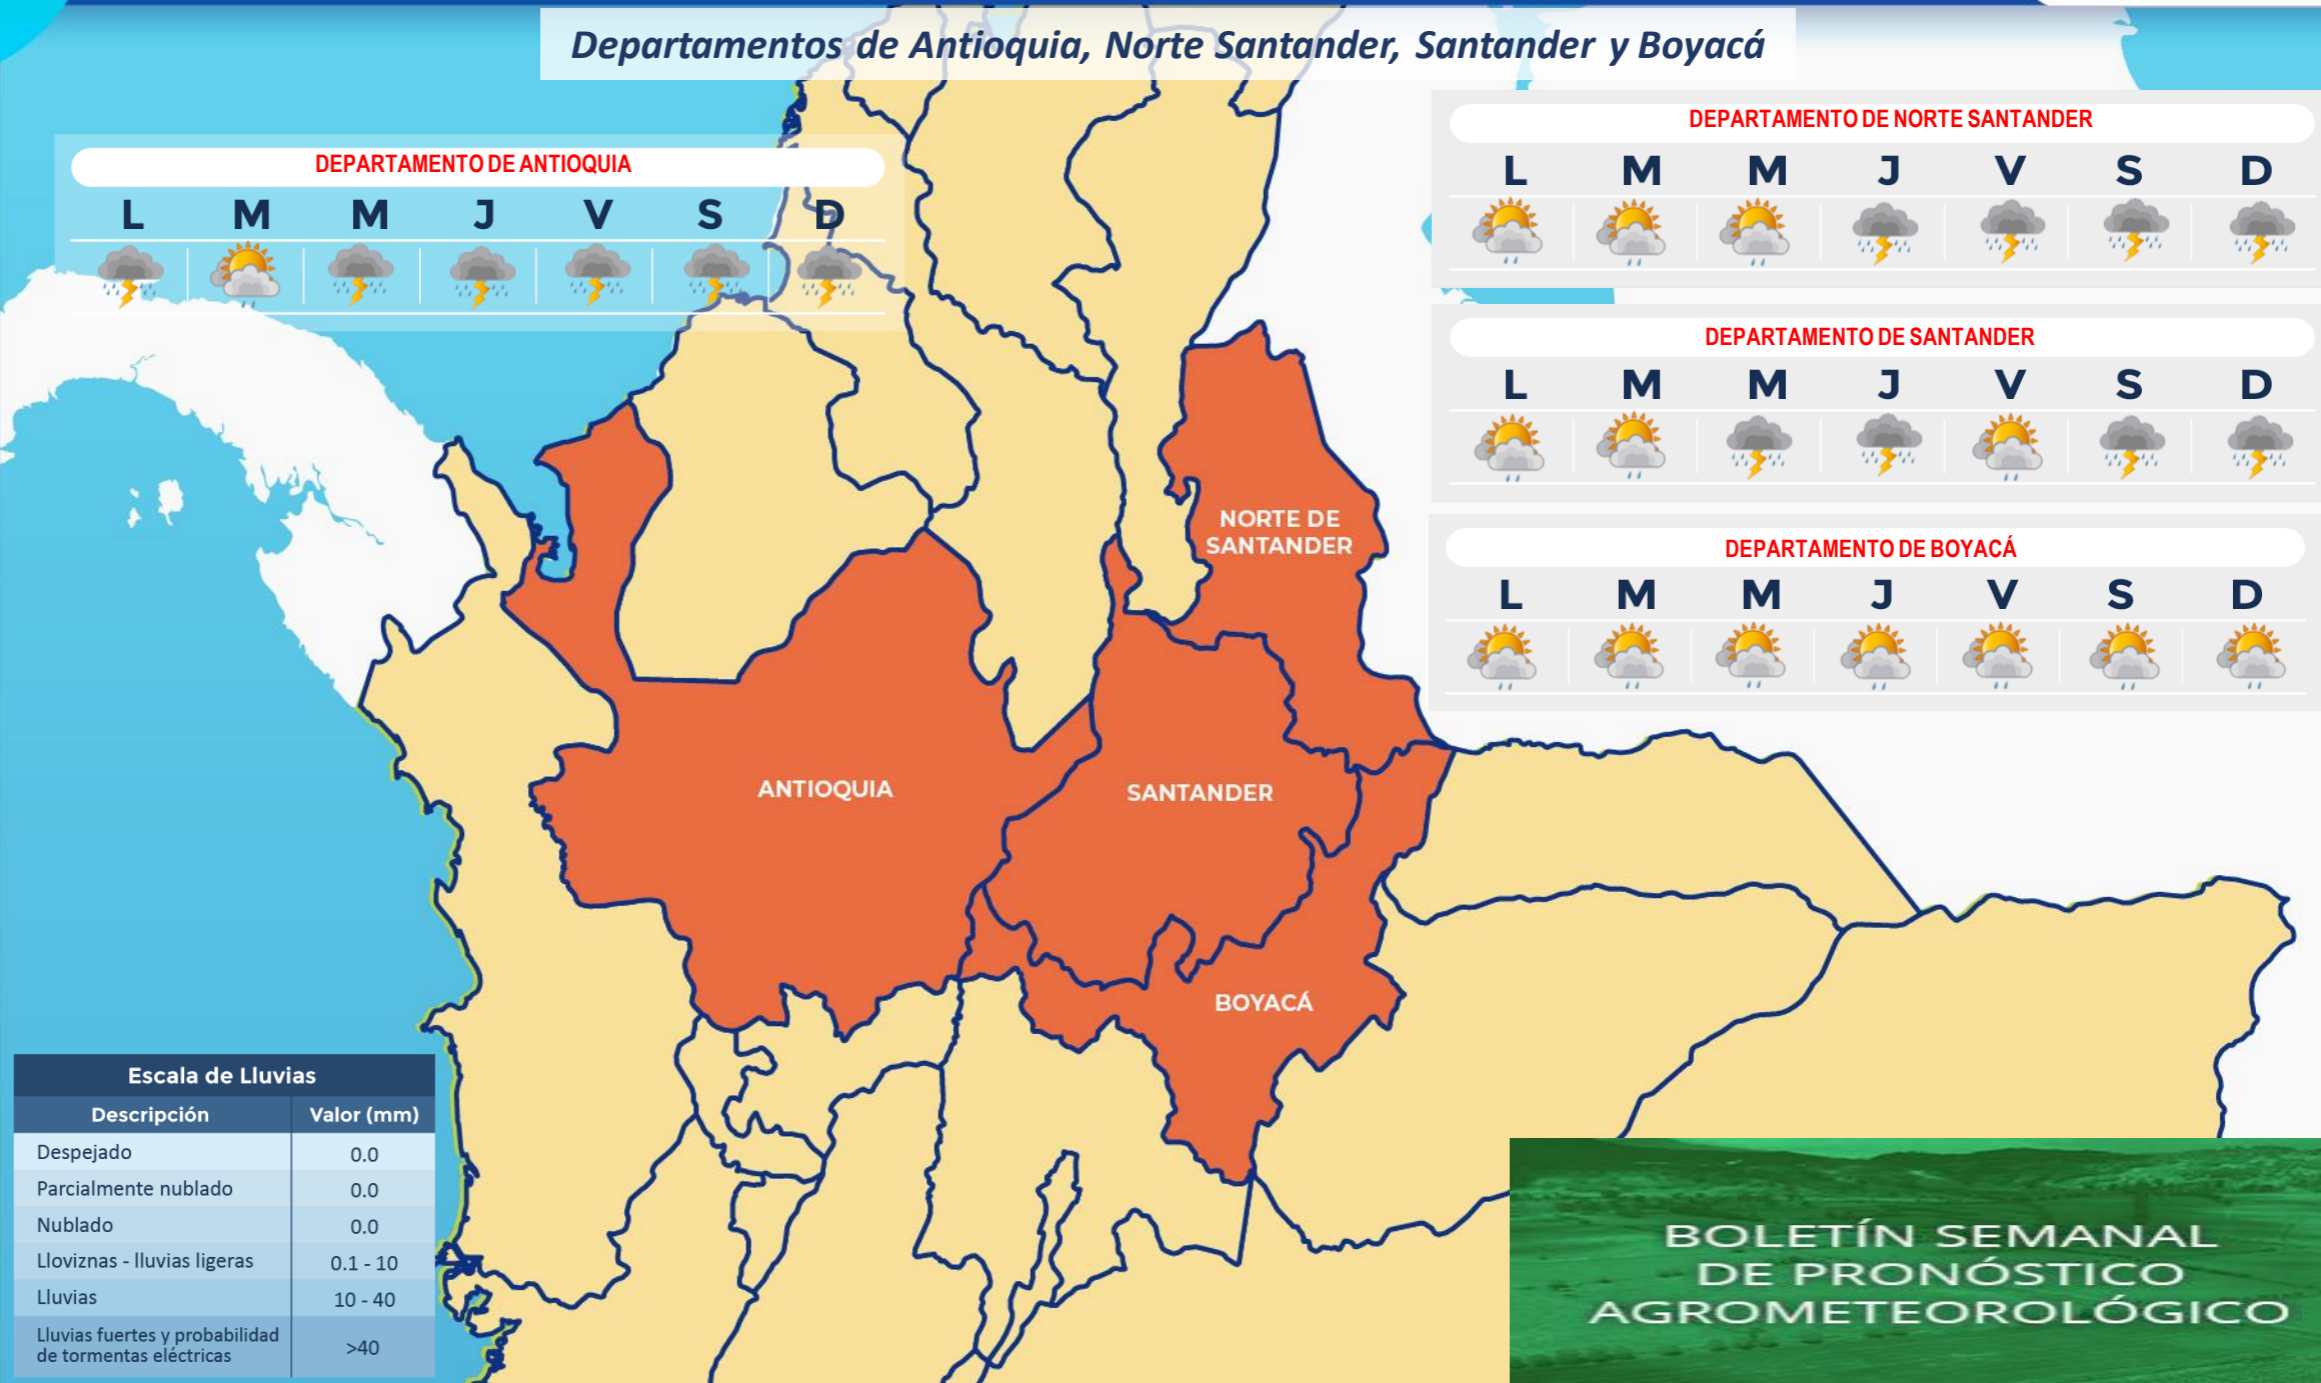 Departamentos de Antioquia, Norte Santander, Santander y Boyacá
DEPARTAMENTO DE ANTIOQUIA
L M M J V S D
DEPARTAMENTO DE NORTE SANTANDER
L M M J V S D
DEPARTAMENTO DE SANTANDER
L M M J V S D
DEPARTAMENTO DE BOYACÁ
L M M J V S D
NORTE DE
SANTANDER
ANTIOQUIA
SANTANDER
BOYACÁ
Escala de Lluvias
Descripción Valor (mm)
Despejado 0.0
Parcialmente nublado 0.0
Nublado 0.0
Lloviznas - lluvias ligeras 0.1 - 10
Lluvias 10 - 40
Lluvias fuertes y probabilidad
de tormentas eléctricas >40
BOLETÍN SEMANAL
DE PRONÓSTICO
AGROMETEOROLÓGICO